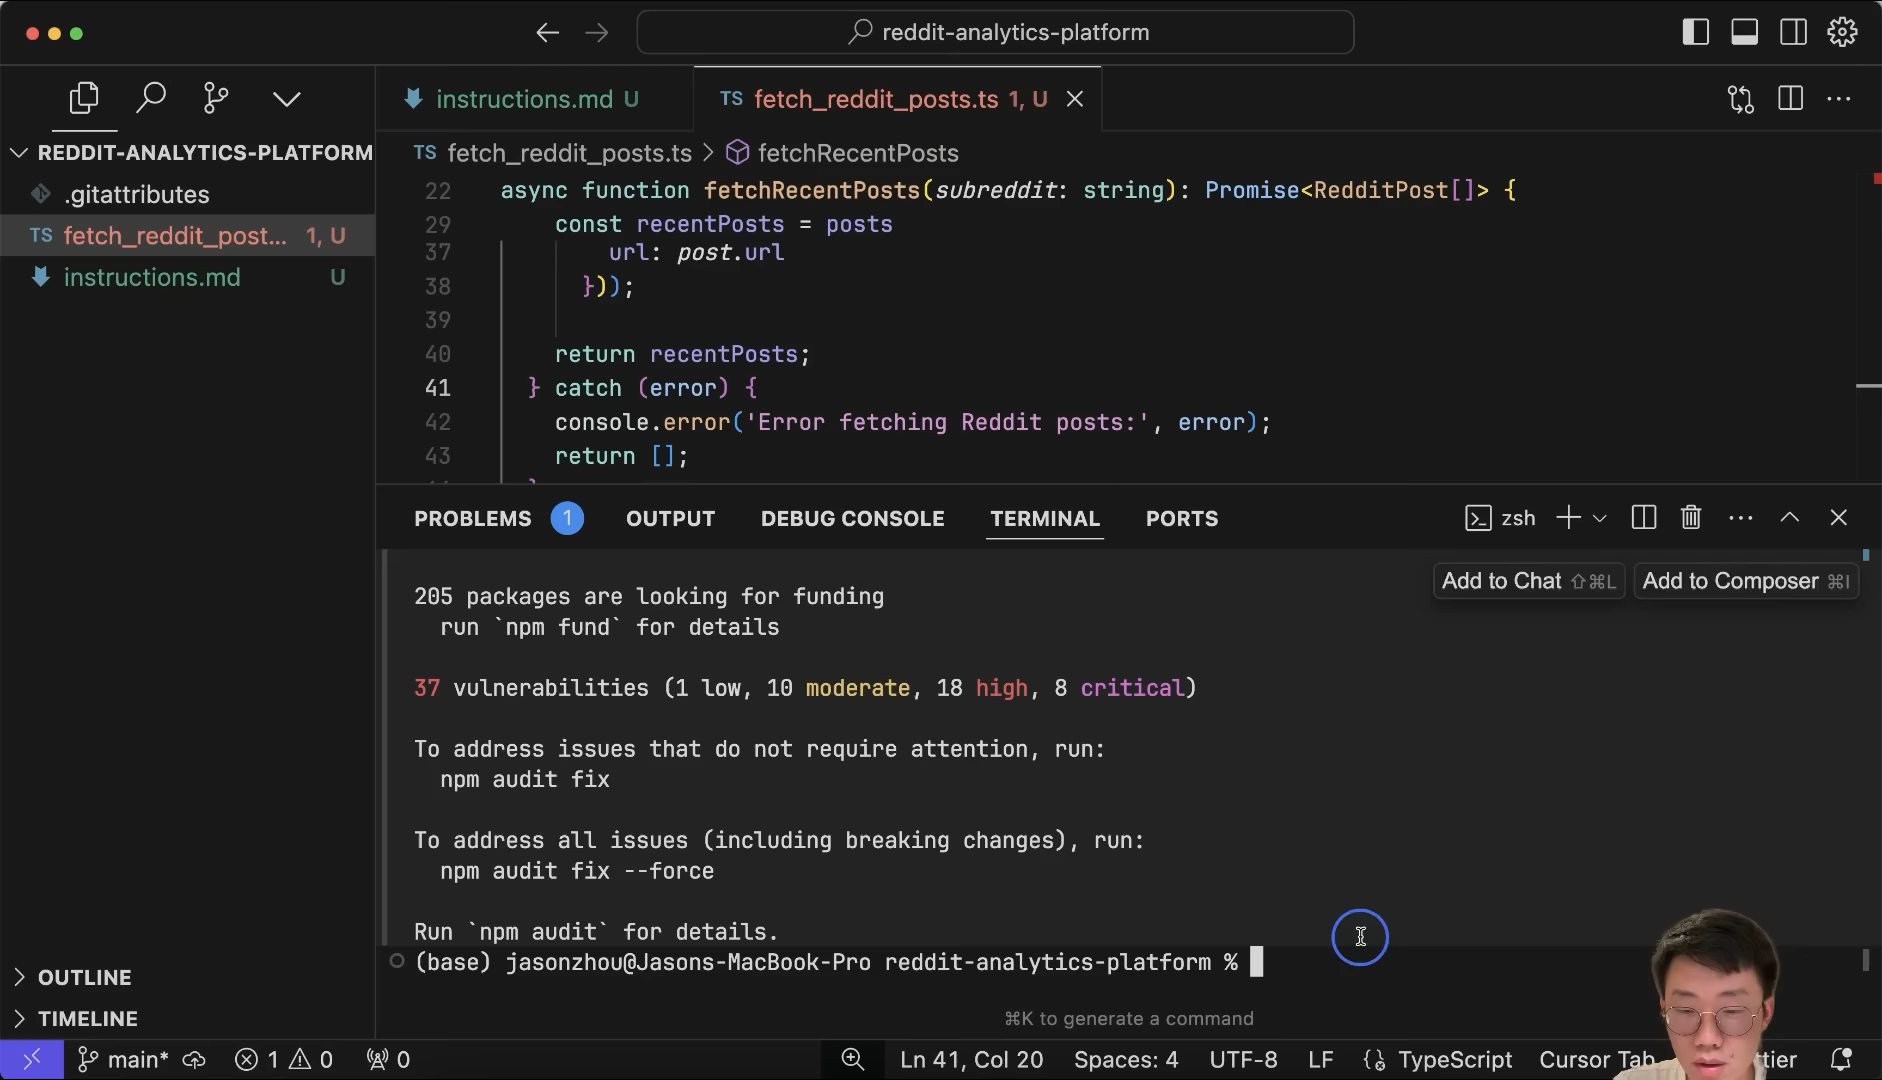 reddit-analytics-platform
instructions.md U
TS fetch_reddit_posts.ts 1, U
REDDIT-ANALYTICS-PLATFORM
.gitattributes
TS fetch_reddit_post... 1, U
instructions.md U
TS fetch_reddit_posts.ts > fetchRecentPosts
22 async function fetchRecentPosts(subreddit: string): Promise<RedditPost[]> {
29 const recentPosts = posts
37 url: post.url
38 }));
39
40 return recentPosts;
41 } catch (error) {
42 console.error('Error fetching Reddit posts:', error);
43 return [];
PROBLEMS 1 OUTPUT DEBUG CONSOLE TERMINAL PORTS
zsh
Add to Chat ⇧⌘L Add to Composer ⌘I
205 packages are looking for funding
run `npm fund` for details
37 vulnerabilities (1 low, 10 moderate, 18 high, 8 critical)
To address issues that do not require attention, run:
npm audit fix
To address all issues (including breaking changes), run:
npm audit fix --force
Run `npm audit` for details.
(base) jasonzhou@Jasons-MacBook-Pro reddit-analytics-platform %
⌘K to generate a command
OUTLINE
TIMELINE
main* 1 0 0 Ln 41, Col 20 Spaces: 4 UTF-8 LF TypeScript Cursor Tab